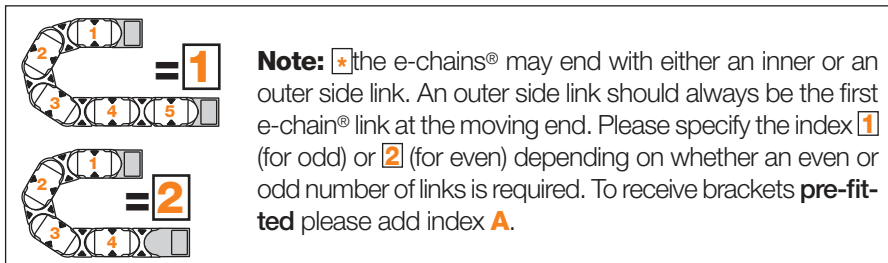 1
2
= 1
3
4 5
1
2
= 2
3
4
Note: * the e-chains® may end with either an inner or an
outer side link. An outer side link should always be the first
e-chain® link at the moving end. Please specify the index 1
(for odd) or 2 (for even) depending on whether an even or
odd number of links is required. To receive brackets pre-fit-
ted please add index A.